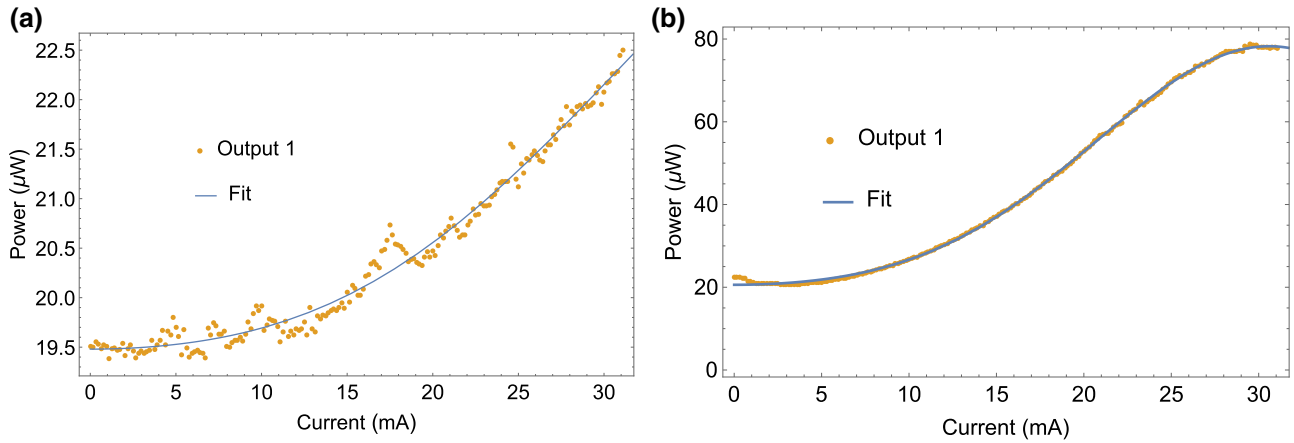 (a)
Power (µW)
22.5
22.0
21.5
21.0
20.5
20.0
19.5
Output 1
Fit
0 5 10 15 20 25 30
Current (mA)
(b)
Power (µW)
80
60
40
20
0
Output 1
Fit
0 5 10 15 20 25 30
Current (mA)